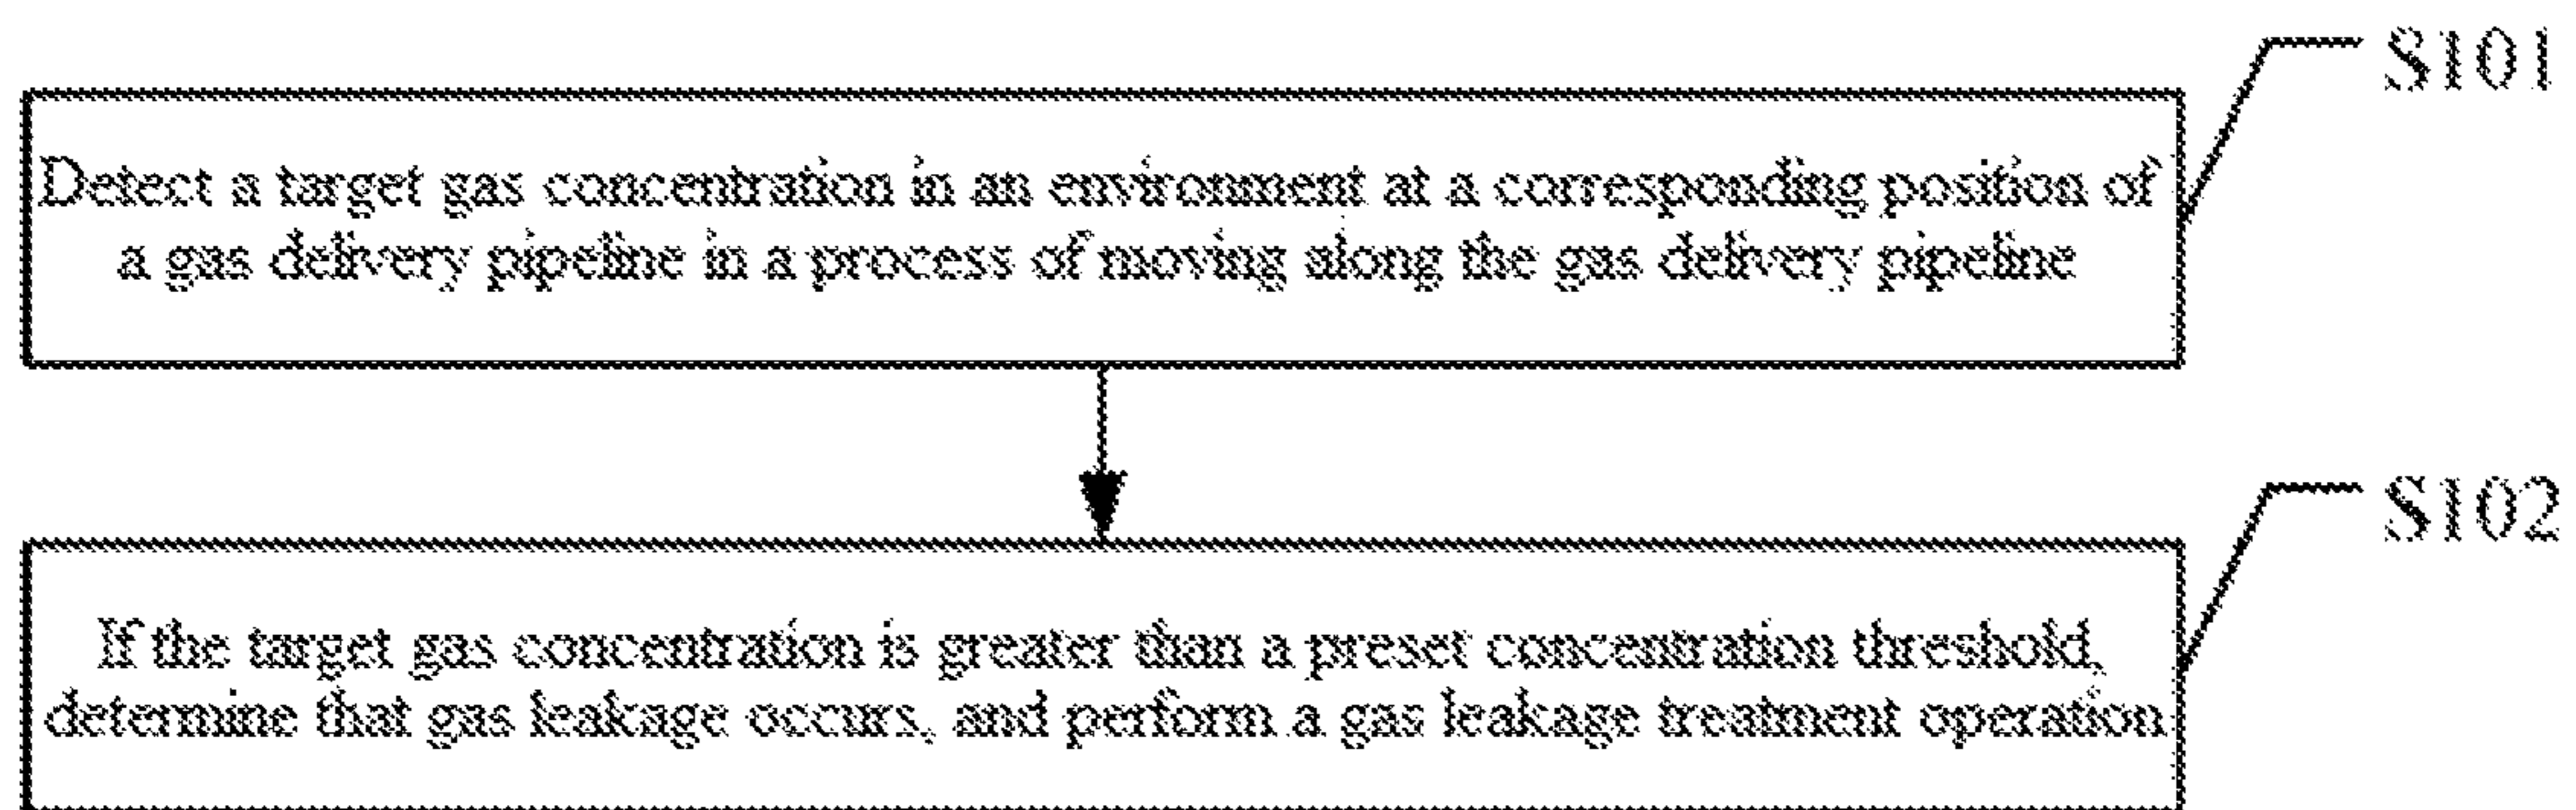 S101
Detect a target gas concentration in an environment at a corresponding position of
a gas delivery pipeline in a process of moving along the gas delivery pipeline
S102
If the target gas concentration is greater than a preset concentration threshold,
determine that gas leakage occurs, and perform a gas leakage treatment operation